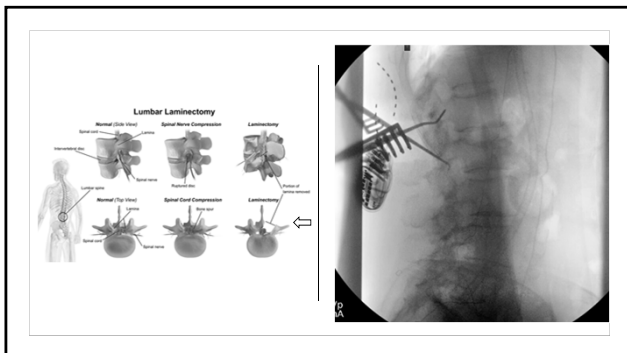 Lumbar Laminectomy
Normal (Side View)
Spinal Nerve Compression
Laminectomy
Spinal cord
Lamina
Intervertebral disc
Spinal nerve
Ruptured disc
Lumbar spine
Portion of
lamina removed
Normal (Top View)
Spinal Cord Compression
Laminectomy
Lamina
Bone spur
Spinal cord
Spinal nerve
Vp
mA